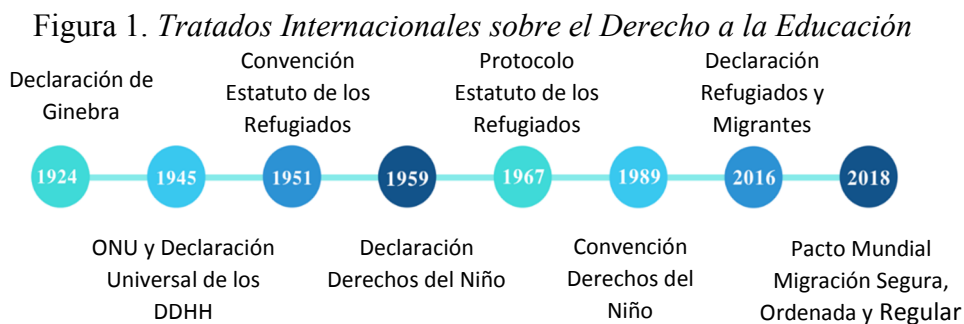 Figura 1. Tratados Internacionales sobre el Derecho a la Educación
Declaración de
Ginebra
Convención
Estatuto de los
Refugiados
Protocolo
Estatuto de los
Refugiados
Declaración
Refugiados y
Migrantes
1924
1945
1951
1959
1967
1989
2016
2018
ONU y Declaración
Universal de los
DDHH
Declaración
Derechos del Niño
Convención
Derechos del
Niño
Pacto Mundial
Migración Segura,
Ordenada y Regular